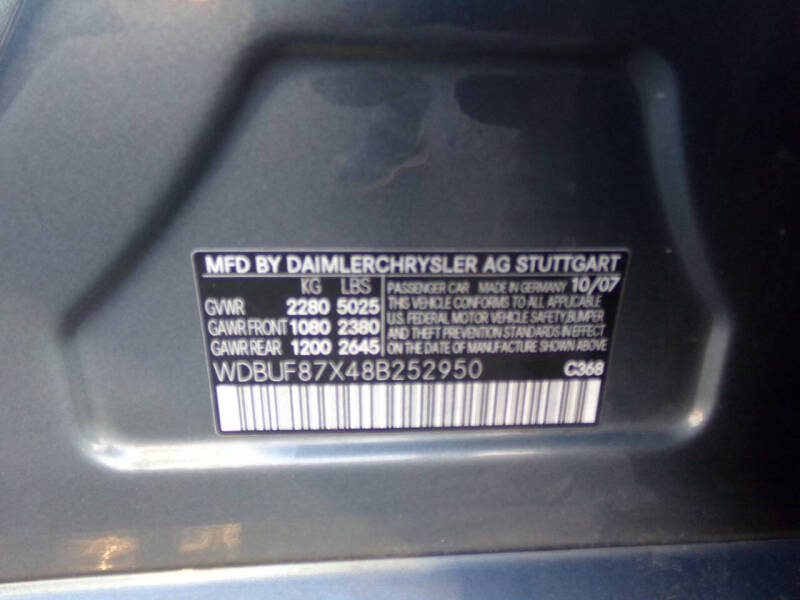 MFD BY DAIMLERCHRYSLER AG STUTTGART
KG LBS
GVWR 2280 5025
GAWR FRONT 1080 2380
GAWR REAR 1200 2645
PASSENGER CAR MADE IN GERMANY 10/07
THIS VEHICLE CONFORMS TO ALL APPLICABLE
U.S. FEDERAL MOTOR VEHICLE SAFETY,BUMPER
AND THEFT PREVENTION STANDARDS IN EFFECT
ON THE DATE OF MANUFACTURE SHOWN ABOVE
WDBUF87X48B252950 C368